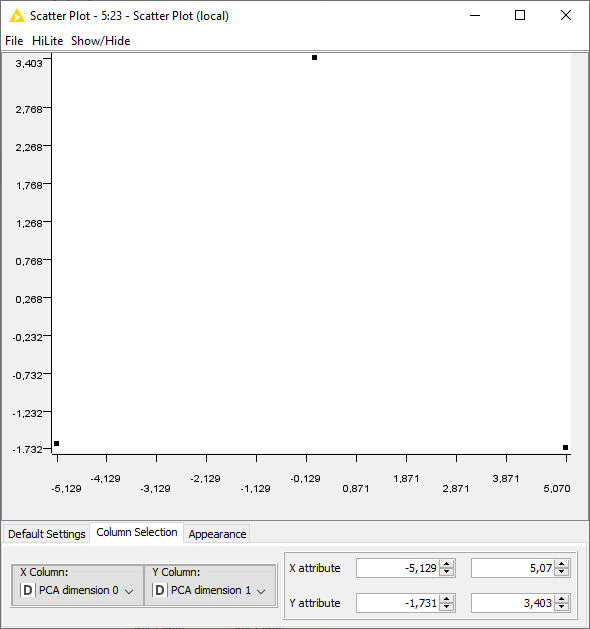 Scatter Plot - 5:23 - Scatter Plot (local)
File HiLite Show/Hide
3,403
2,768
2,268
1,768
1,268
0,768
0,268
-0,232
-0,732
-1,232
-1.732
-4,129 -2,129 -0,129 1,871 3,871
-5,129 -3,129 -1,129 0,871 2,871 5,070
Default Settings Column Selection Appearance
X Column: Y Column:
D PCA dimension 0 D PCA dimension 1
X attribute -5,129 5,07
Y attribute -1,731 3,403